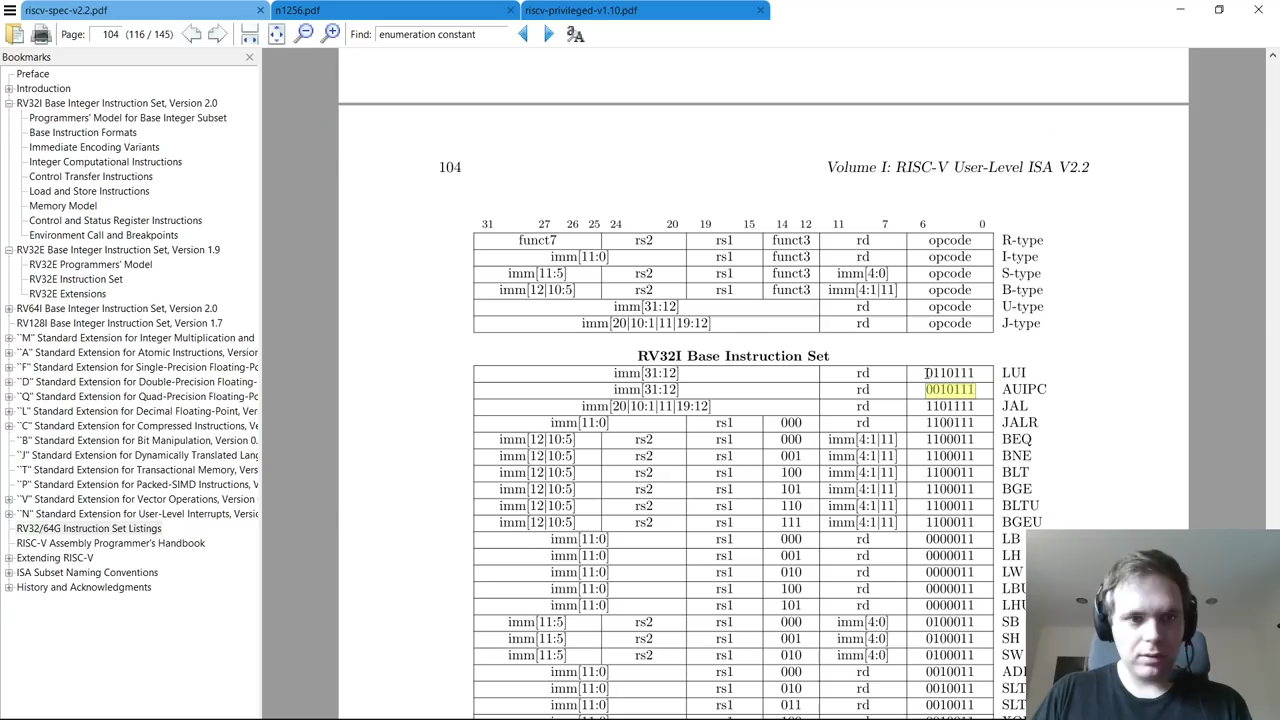 riscv-spec-v2.2.pdf
n1256.pdf
riscv-privileged-v1.10.pdf
Page: 104 (116 / 145) Find: enumeration constant
Bookmarks
Preface
Introduction
RV32I Base Integer Instruction Set, Version 2.0
Programmers' Model for Base Integer Subset
Base Instruction Formats
Immediate Encoding Variants
Integer Computational Instructions
Control Transfer Instructions
Load and Store Instructions
Memory Model
Control and Status Register Instructions
Environment Call and Breakpoints
RV32E Base Integer Instruction Set, Version 1.9
RV32E Programmers' Model
RV32E Instruction Set
RV32E Extensions
RV64I Base Integer Instruction Set, Version 2.0
RV128I Base Integer Instruction Set, Version 1.7
``M'' Standard Extension for Integer Multiplication and
``A'' Standard Extension for Atomic Instructions, Version
``F'' Standard Extension for Single-Precision Floating-Po
``D'' Standard Extension for Double-Precision Floating-
``Q'' Standard Extension for Quad-Precision Floating-Po
``L'' Standard Extension for Decimal Floating-Point, Ver
``C'' Standard Extension for Compressed Instructions, Ve
``B'' Standard Extension for Bit Manipulation, Version 0.
``J'' Standard Extension for Dynamically Translated Lang
``T'' Standard Extension for Transactional Memory, Vers
``P'' Standard Extension for Packed-SIMD Instructions, V
``V'' Standard Extension for Vector Operations, Version
``N'' Standard Extension for User-Level Interrupts, Versio
RV32/64G Instruction Set Listings
RISC-V Assembly Programmer's Handbook
Extending RISC-V
ISA Subset Naming Conventions
History and Acknowledgments
104 Volume I: RISC-V User-Level ISA V2.2
31 27 26 25 24 20 19 15 14 12 11 7 6 0
funct7 rs2 rs1 funct3 rd opcode R-type
imm[11:0] rs1 funct3 rd opcode I-type
imm[11:5] rs2 rs1 funct3 imm[4:0] opcode S-type
imm[12|10:5] rs2 rs1 funct3 imm[4:1|11] opcode B-type
imm[31:12] rd opcode U-type
imm[20|10:1|11|19:12] rd opcode J-type
RV32I Base Instruction Set
imm[31:12] rd 0110111 LUI
imm[31:12] rd 0010111 AUIPC
imm[20|10:1|11|19:12] rd 1101111 JAL
imm[11:0] rs1 000 rd 1100111 JALR
imm[12|10:5] rs2 rs1 000 imm[4:1|11] 1100011 BEQ
imm[12|10:5] rs2 rs1 001 imm[4:1|11] 1100011 BNE
imm[12|10:5] rs2 rs1 100 imm[4:1|11] 1100011 BLT
imm[12|10:5] rs2 rs1 101 imm[4:1|11] 1100011 BGE
imm[12|10:5] rs2 rs1 110 imm[4:1|11] 1100011 BLTU
imm[12|10:5] rs2 rs1 111 imm[4:1|11] 1100011 BGEU
imm[11:0] rs1 000 rd 0000011 LB
imm[11:0] rs1 001 rd 0000011 LH
imm[11:0] rs1 010 rd 0000011 LW
imm[11:0] rs1 100 rd 0000011 LBU
imm[11:0] rs1 101 rd 0000011 LHU
imm[11:5] rs2 rs1 000 imm[4:0] 0100011 SB
imm[11:5] rs2 rs1 001 imm[4:0] 0100011 SH
imm[11:5] rs2 rs1 010 imm[4:0] 0100011 SW
imm[11:0] rs1 000 rd 0010011 AD
imm[11:0] rs1 010 rd 0010011 SLT
imm[11:0] rs1 011 rd 0010011 SLT